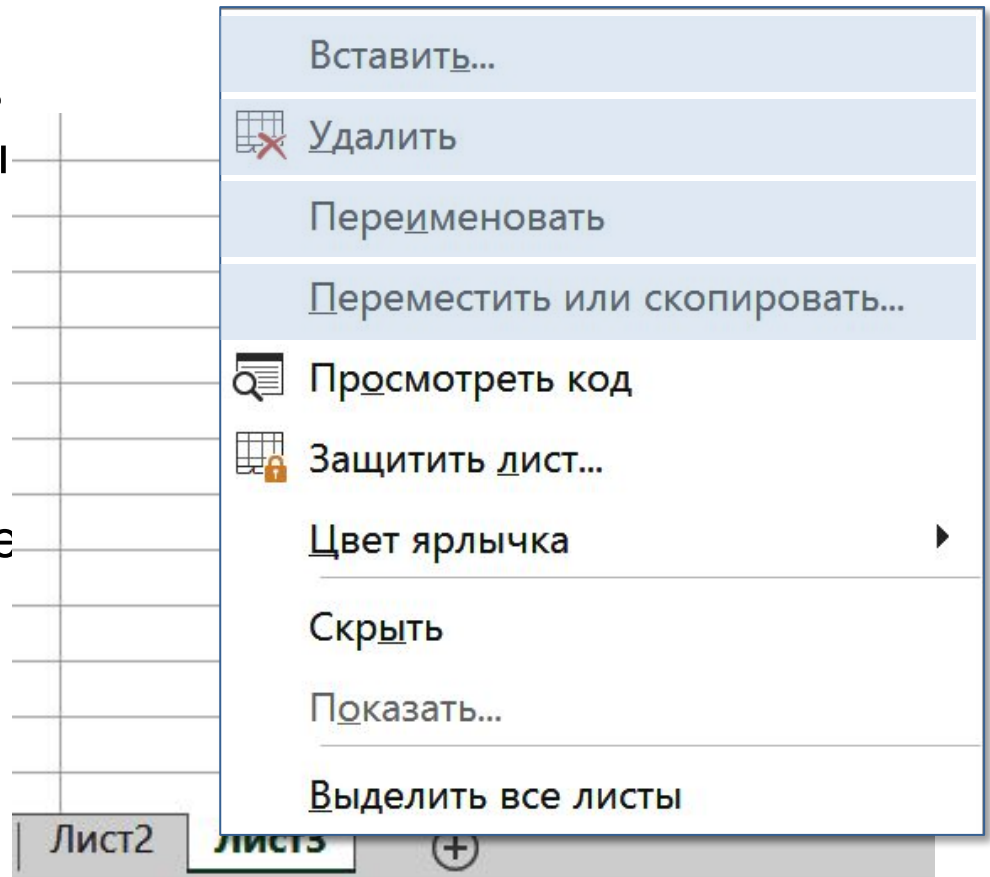 Вставить...
Удалить
Переименовать
Переместить или скопировать...
Просмотреть код
Защитить лист...
Цвет ярлычка
Скрыть
Показать...
Выделить все листы
Лист2
Лист3